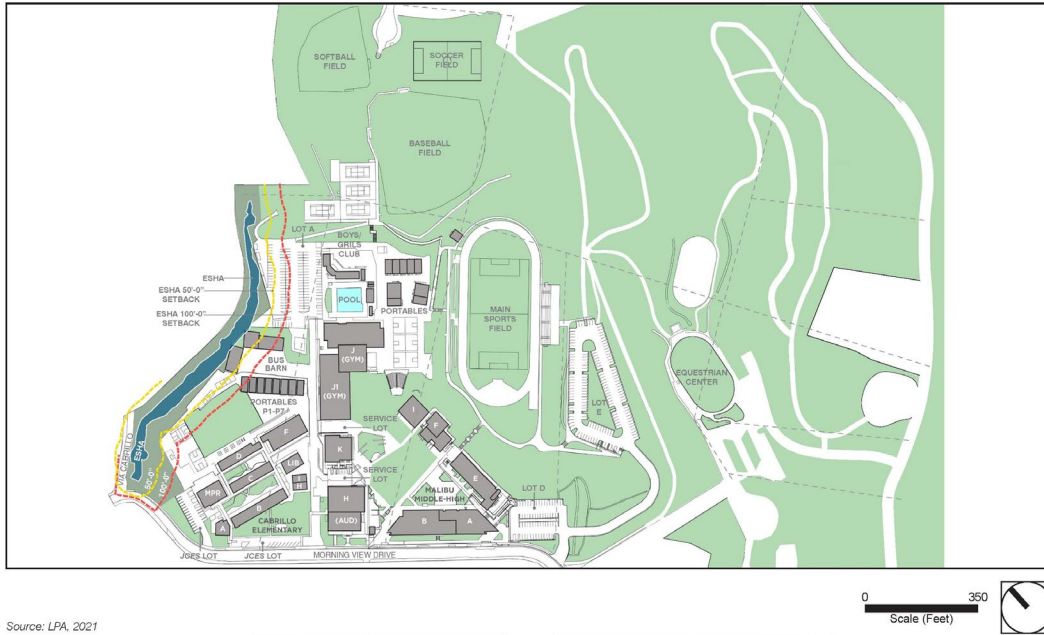 SOFTBALL
FIELD
SOCCER
FIELD
BASEBALL
FIELD
LOT A
BOYS/
GRILS
CLUB
ESHA
ESHA 50'-0"
SETBACK
ESHA 100'-0"
SETBACK
POOL
PORTABLES
MAIN
SPORTS
FIELD
J
(GYM)
BUS
BARN
EQUESTRIAN
CENTER
J1
(GYM)
PORTABLES
P1-P7
LOT
E
SERVICE
LOT
I
F
F
VIA CABRILLO
ESHA
50'-0"
100'-0"
D
K
LIB
C
SERVICE
LOT
E
I
H
MPR
MALIBU
MIDDLE-HIGH
LOT D
B
H
A
CABRILLO
ELEMENTARY
(AUD)
B
A
JCES LOT
JCES LOT
MORNING VIEW DRIVE
0
350
Scale (Feet)
Source: LPA, 2021